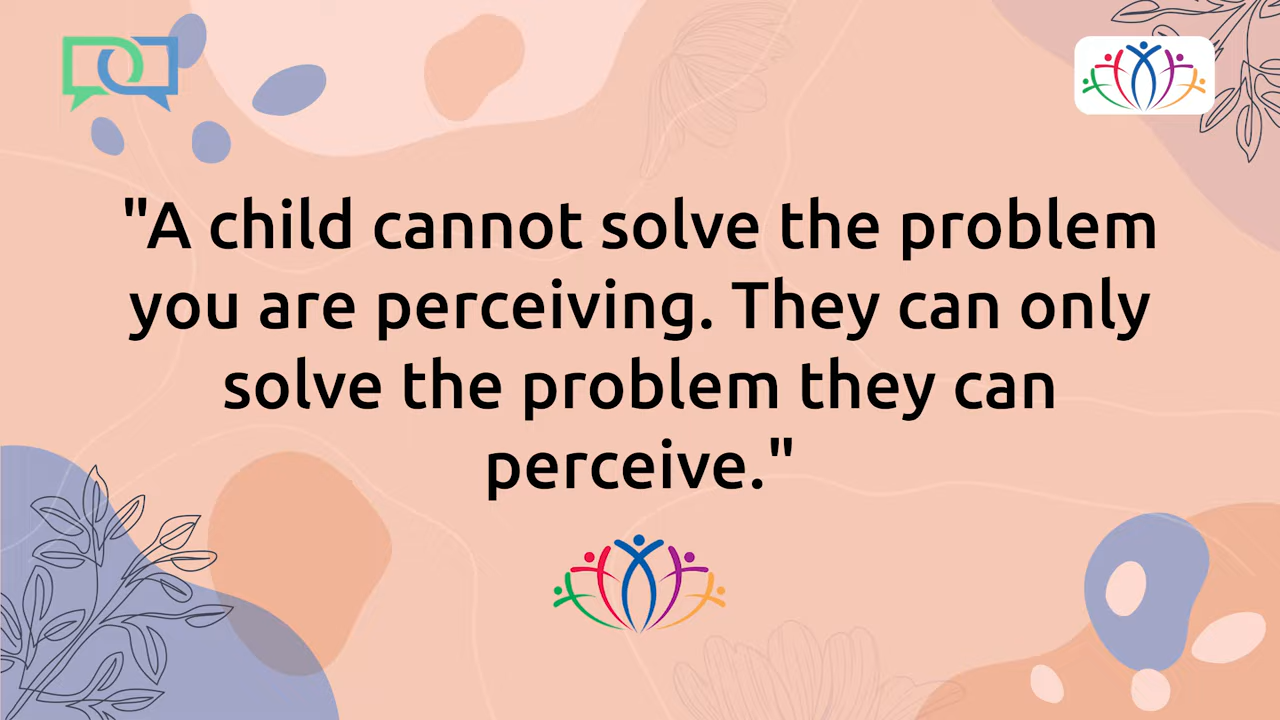 "A child cannot solve the problem
you are perceiving. They can only
solve the problem they can
perceive."